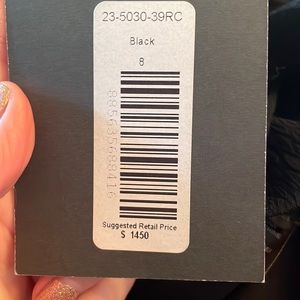 23-5030-39RC
Black
8
Suggested Retail Price
$ 1450